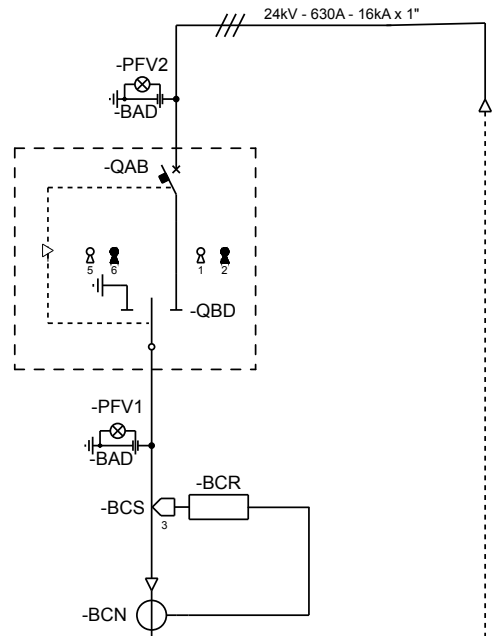 24kV - 630A - 16kA x 1"
-PFV2
-BAD
-QAB
5
6
1
2
-QBD
-PFV1
-BAD
-BCR
-BCS
3
-BCN